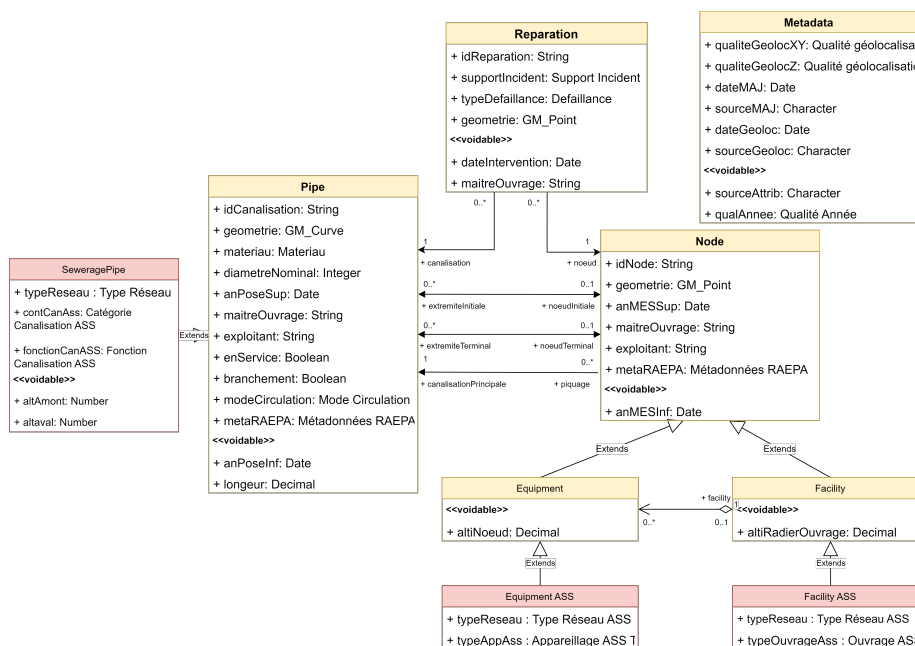 Metadata
+ qualiteGeolocXY: Qualité géolocalisa
+ qualiteGeolocZ: Qualité géolocalisati
+ dateMAJ: Date
+ sourceMAJ: Character
+ dateGeoloc: Date
+ sourceGeoloc: Character
<<voidable>>
+ sourceAttrib: Character
+ qualAnnee: Qualité Année
Reparation
+ idReparation: String
+ supportIncident: Support Incident
+ typeDefaillance: Defaillance
+ geometrie: GM_Point
<<voidable>>
+ dateIntervention: Date
+ maitreOuvrage: String
0..*
0..*
Pipe
+ idCanalisation: String
+ geometrie: GM_Curve
+ materiau: Materiau
+ diametreNominal: Integer
+ anPoseSup: Date
+ maitreOuvrage: String
+ exploitant: String
+ enService: Boolean
+ branchement: Boolean
+ modeCirculation: Mode Circulation
+ metaRAEPA: Métadonnées RAEPA
<<voidable>>
+ anPoseInf: Date
+ longeur: Decimal
1
1
+ canalisation
+ noeud
0..*
0..1
+ extremiteInitiale
+ noeudInitiale
0..*
0..1
+ extremiteTerminal
+ noeudTerminal
1
0..*
+ canalisationPrincipale
+ piquage
Node
+ idNode: String
+ geometrie: GM_Point
+ anMESSup: Date
+ maitreOuvrage: String
+ exploitant: String
+ metaRAEPA: Métadonnées RAEPA
<<voidable>>
+ anMESInf: Date
SeweragePipe
+ typeReseau : Type Réseau
+ contCanAss: Catégorie
Canalisation ASS
+ fonctionCanASS: Fonction
Canalisation ASS
<<voidable>>
+ altAmont: Number
+ altaval: Number
Extends
Extends
Extends
Equipment
<<voidable>>
+ altiNoeud: Decimal
+ facility
1
0..*
0..1
Facility
<<voidable>>
+ altiRadierOuvrage: Decimal
Extends
Extends
Equipment ASS
+ typeReseau : Type Réseau ASS
+ typeAppAss : Appareillage ASS T
Facility ASS
+ typeReseau : Type Réseau ASS
+ typeOuvrageAss : Ouvrage ASS